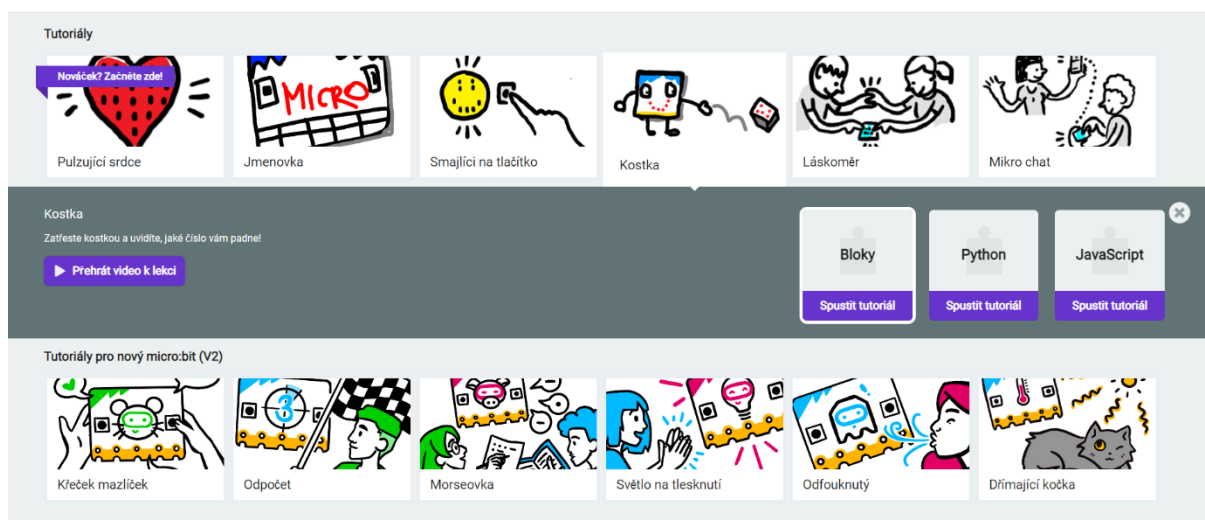 Tutoriály
Nováček? Začněte zde!
MICRO
Pulzující srdce
Jmenovka
Smajlíci na tlačítko
Kostka
Láskoměr
Mikro chat
Kostka
Zatřeste kostkou a uvidíte, jaké číslo vám padne!
Přehrát video k lekci
Bloky
Python
JavaScript
Spustit tutoriál
Spustit tutoriál
Spustit tutoriál
Tutoriály pro nový micro:bit (V2)
3
Křeček mazlíček
Odpočet
Morseovka
Světlo na tlesknutí
Odfouknutý
Dřímající kočka